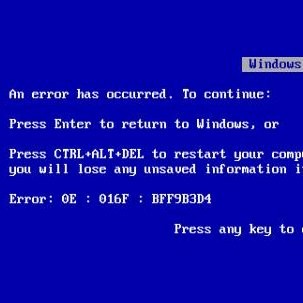 Windows
An error has occurred. To continue:
Press Enter to return to Windows, or
Press CTRL+ALT+DEL to restart your
you will lose any unsaved information
Error: 0E : 016F : BFF9B3D4
Press any key to